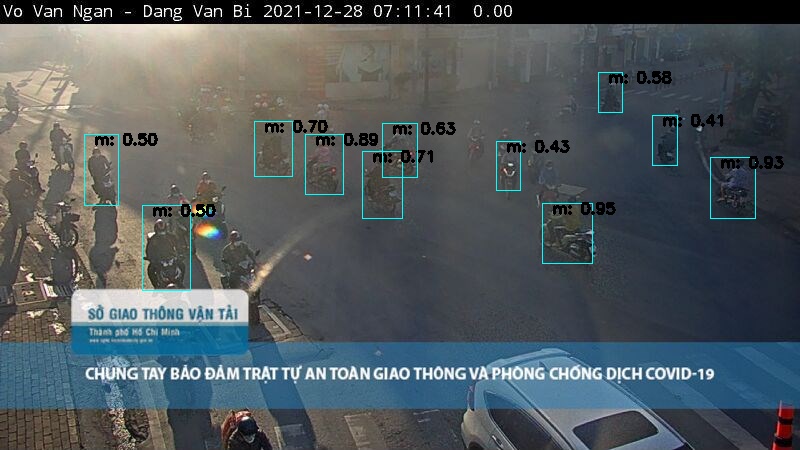 Vo Van Ngan - Dang Van Bi 2021-12-28 07:11:41 0.00
m: 0.58
m: 0.41
m: 0.70
m: 0.63
m: 0.50
m: 0.89
m: 0.43
m: 0.71
m: 0.93
m: 0.50
m: 0.95
SỞ GIAO THÔNG VẬN TẢI
Thành phố Hồ Chí Minh
CHUNG TAY BẢO ĐẢM TRẬT TỰ AN TOÀN GIAO THÔNG VÀ PHÒNG CHỐNG DỊCH COVID-19